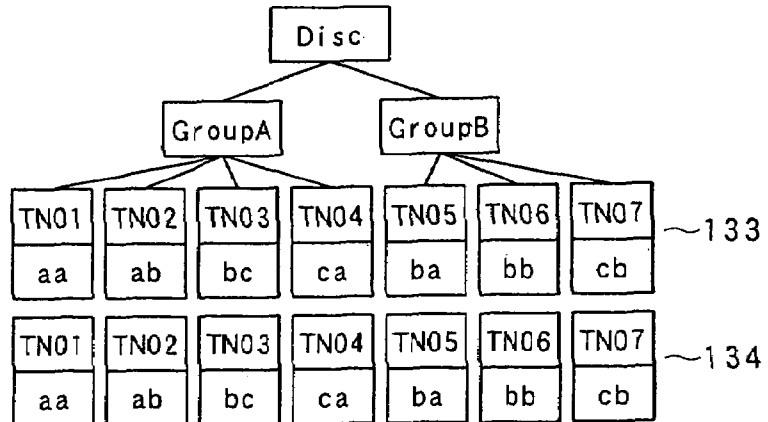 Disc
GroupA GroupB
TN01 TN02 TN03 TN04 TN05 TN06 TN07
aa ab bc ca ba bb cb
~133
TN01 TN02 TN03 TN04 TN05 TN06 TN07
aa ab bc ca ba bb cb
~134